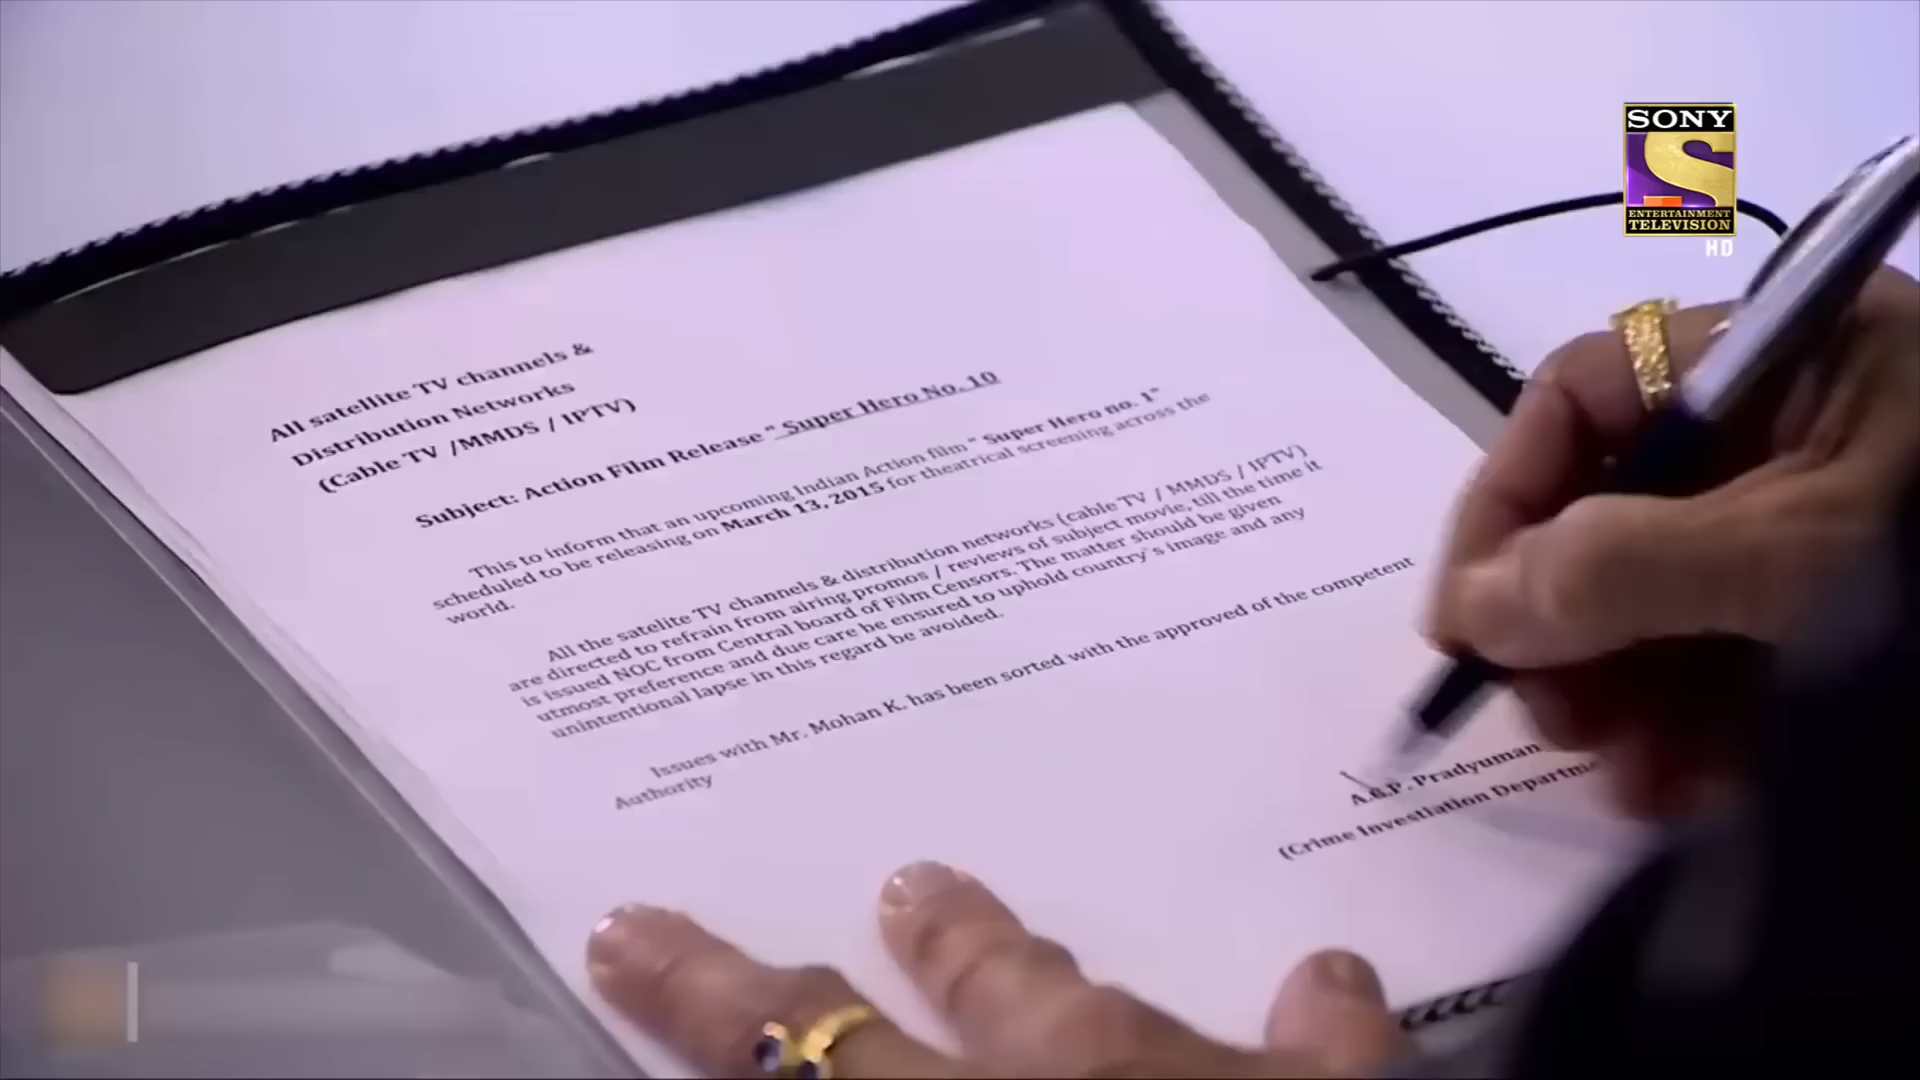 SONY
ENTERTAINMENT
TELEVISION
HD
All satellite TV channels &
Distribution Networks
(Cable TV /MMDS / IPTV)
Subject: Action Film Release " Super Hero No. 10
This to inform that an upcoming Indian Action film " Super Hero no. 1"
scheduled to be releasing on March 13, 2015 for theatrical screening across the
world.
All the satelite TV channels & distribution networks (cable TV / MMDS / IPTV)
are directed to refrain from airing promos / reviews of subject movie, till the time it
is issued NOC from Central board of Film Censors. The matter should be given
utmost preference and due care be ensured to uphold country's image and any
unintentional lapse in this regard be avoided.
Issues with Mr. Mohan K. has been sorted with the approved of the competent
Authority
A.C.P. Pradyuman
(Crime Investiation Departme